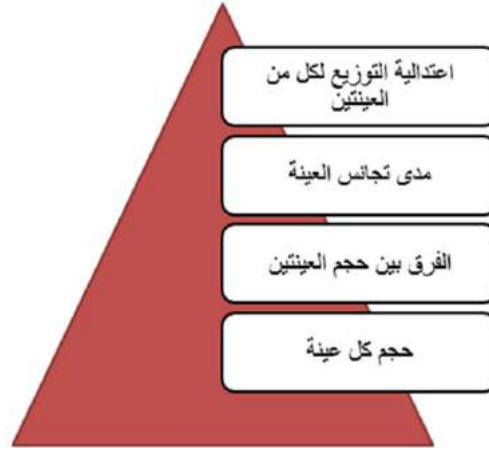 اعتدالية التوزيع لكل من
العينتين
مدى تجانس العينة
الفرق بين حجم العينتين
حجم كل عينة